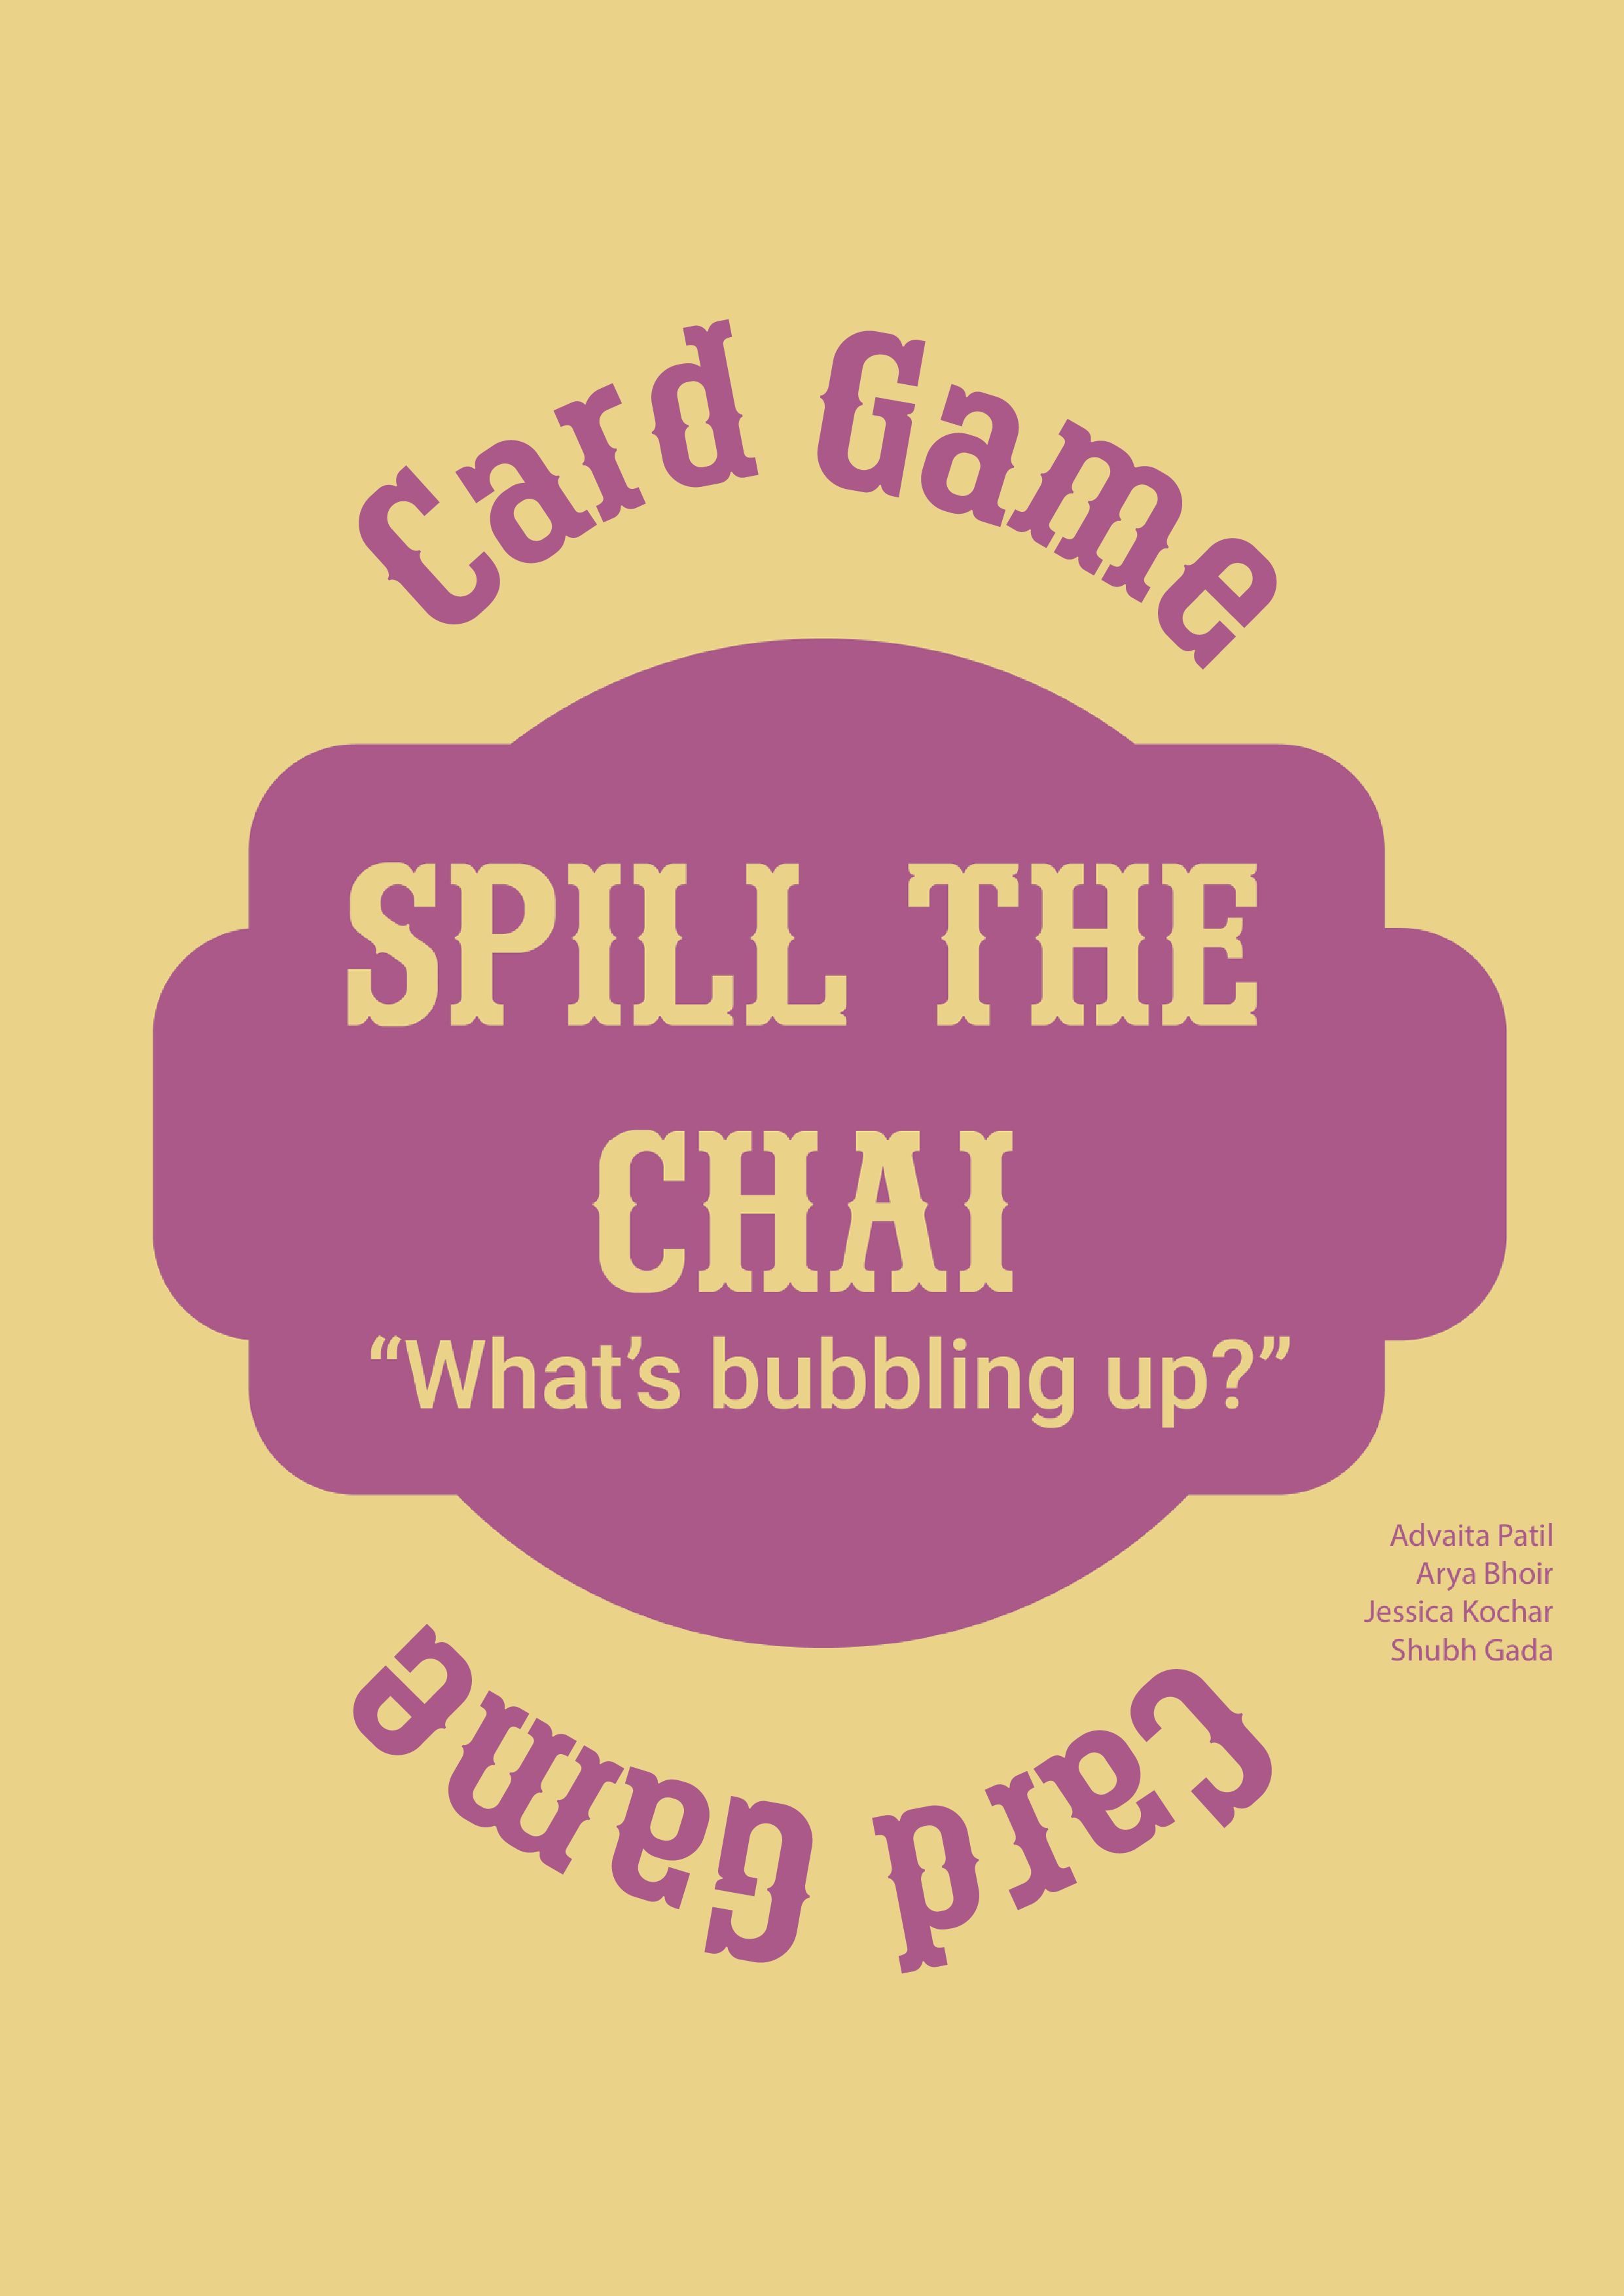 Card Game
SPILL THE
CHAI
“What’s bubbling up?”
Advaita Patil
Arya Bhoir
Jessica Kochar
Shubh Gada
Card Game